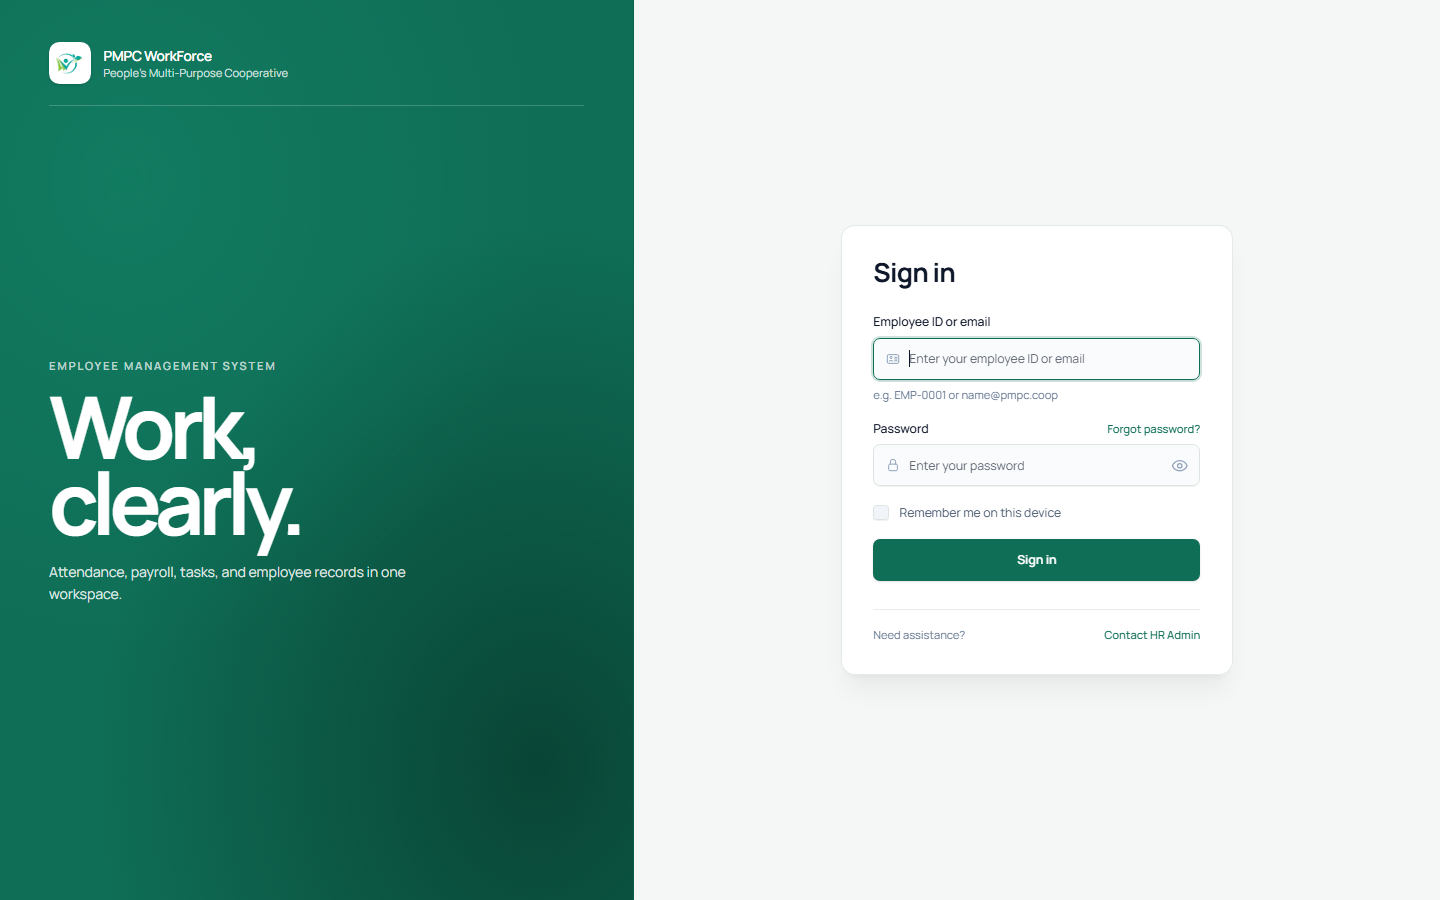 PMPC WorkForce
People's Multi-Purpose Cooperative
EMPLOYEE MANAGEMENT SYSTEM
Work,
clearly.
Attendance, payroll, tasks, and employee records in one
workspace.
Sign in
Employee ID or email
Enter your employee ID or email
e.g. EMP-0001 or name@pmpc.coop
Password Forgot password?
Enter your password
Remember me on this device
Sign in
Need assistance? Contact HR Admin